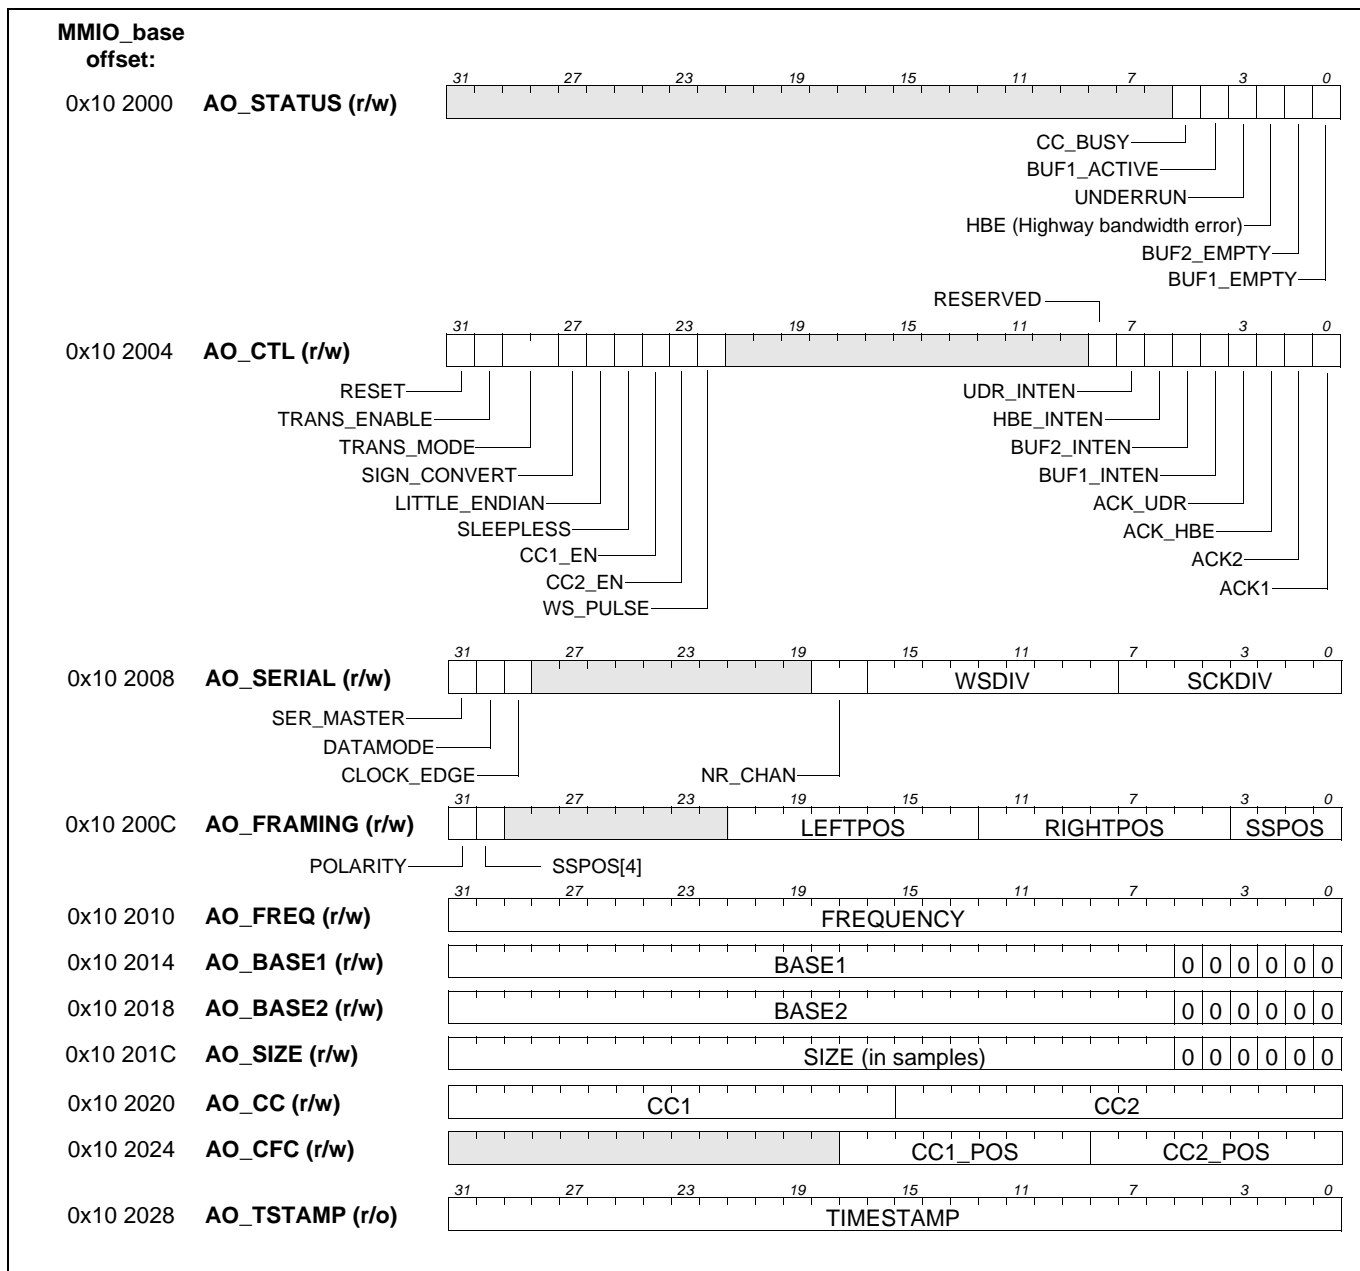 MMIO_base
offset:
31 27 23 19 15 11 7 3 0
0x10 2000 AO_STATUS (r/w)
CC_BUSY
BUF1_ACTIVE
UNDERRUN
HBE (Highway bandwidth error)
BUF2_EMPTY
BUF1_EMPTY
RESERVED
31 27 23 19 15 11 7 3 0
0x10 2004 AO_CTL (r/w)
RESET UDR_INTEN
TRANS_ENABLE HBE_INTEN
TRANS_MODE BUF2_INTEN
SIGN_CONVERT BUF1_INTEN
LITTLE_ENDIAN ACK_UDR
SLEEPLESS ACK_HBE
CC1_EN ACK2
CC2_EN ACK1
WS_PULSE
31 27 23 19 15 11 7 3 0
0x10 2008 AO_SERIAL (r/w) WSDIV SCKDIV
SER_MASTER
DATAMODE
CLOCK_EDGE NR_CHAN
31 27 23 19 15 11 7 3 0
0x10 200C AO_FRAMING (r/w) LEFTPOS RIGHTPOS SSPOS
POLARITY SSPOS[4]
31 27 23 19 15 11 7 3 0
0x10 2010 AO_FREQ (r/w) FREQUENCY
0x10 2014 AO_BASE1 (r/w) BASE1 0 0 0 0 0 0
0x10 2018 AO_BASE2 (r/w) BASE2 0 0 0 0 0 0
0x10 201C AO_SIZE (r/w) SIZE (in samples) 0 0 0 0 0 0
0x10 2020 AO_CC (r/w) CC1 CC2
0x10 2024 AO_CFC (r/w) CC1_POS CC2_POS
31 27 23 19 15 11 7 3 0
0x10 2028 AO_TSTAMP (r/o) TIMESTAMP